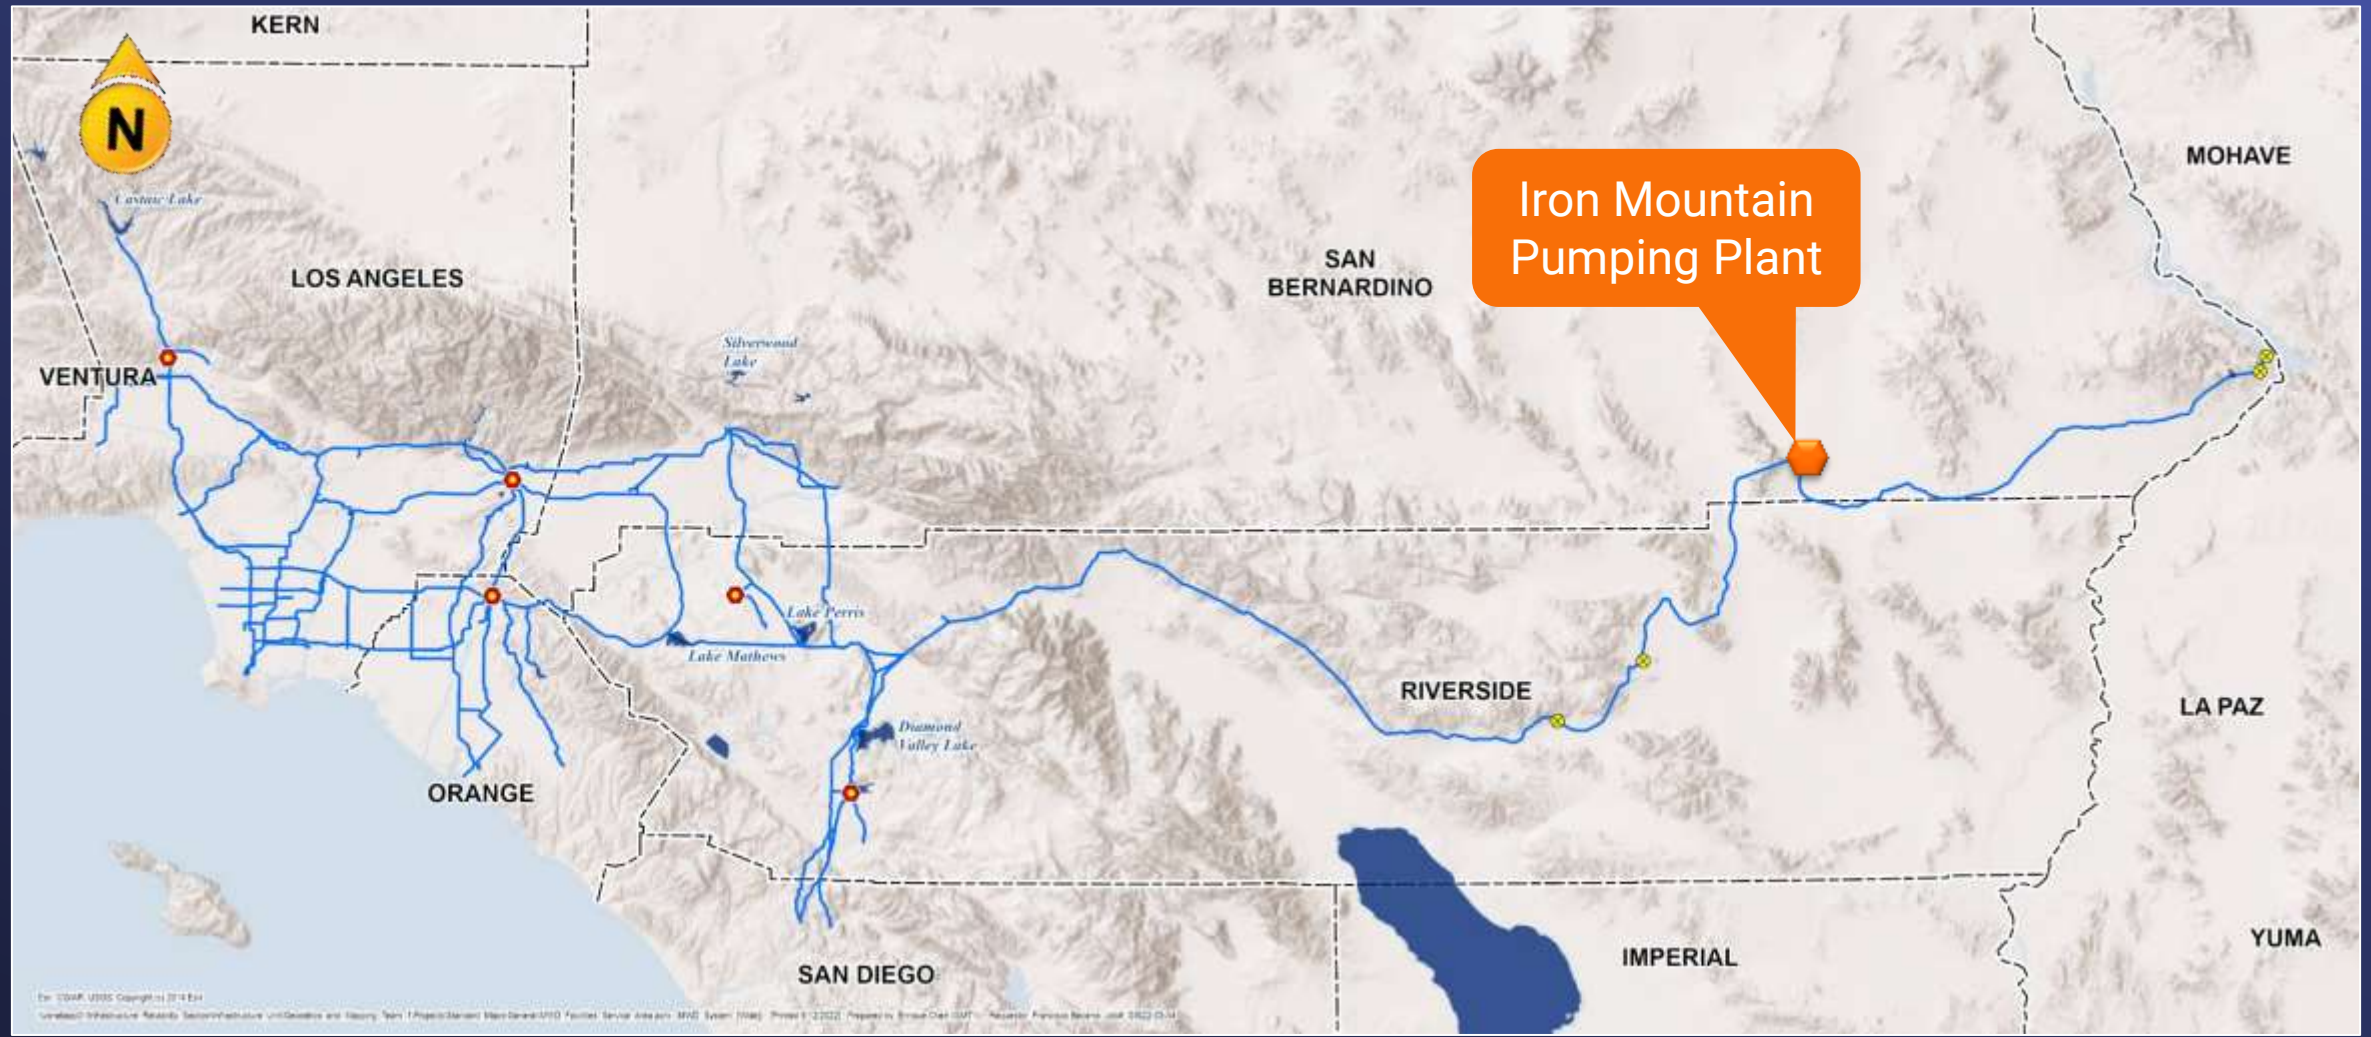 KERN
N
MOHAVE
Castaic Lake
Iron Mountain
Pumping Plant
LOS ANGELES
SAN
BERNARDINO
Silverwood
Lake
VENTURA
Lake Perris
Lake Mathews
RIVERSIDE
LA PAZ
Diamond
Valley Lake
ORANGE
YUMA
IMPERIAL
SAN DIEGO